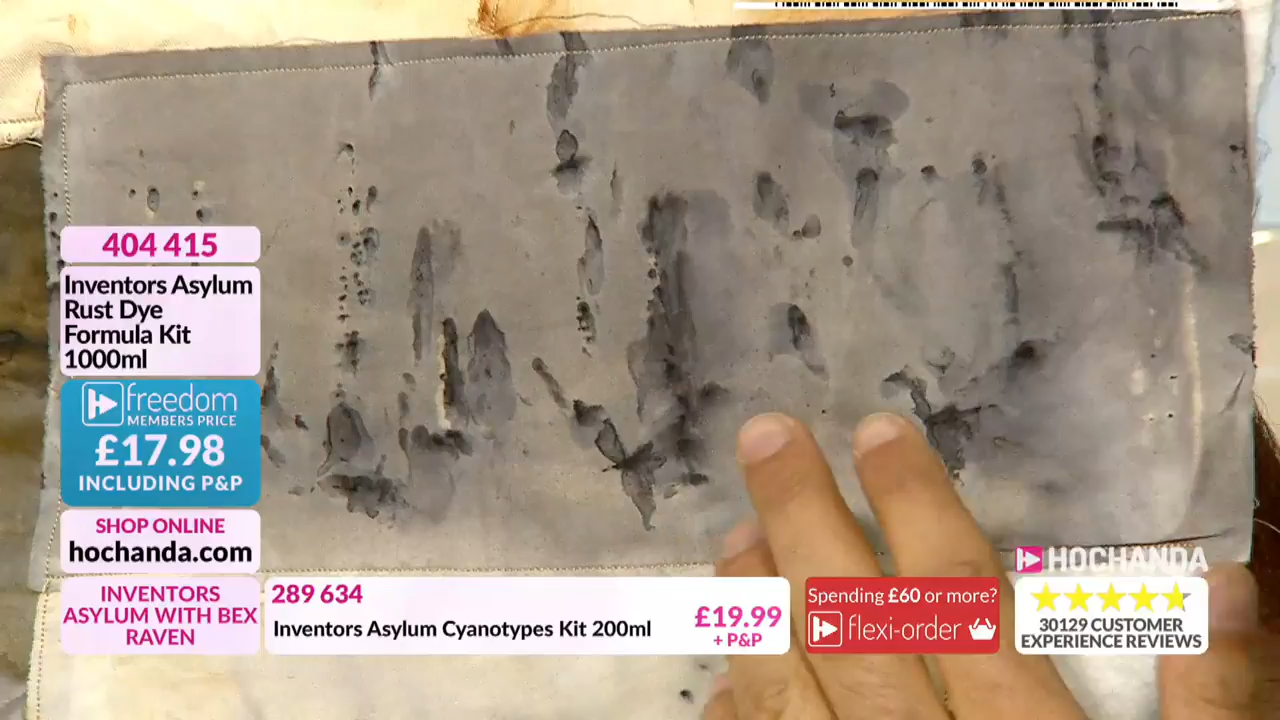 404 415
Inventors Asylum
Rust Dye
Formula Kit
1000ml
freedom
MEMBERS PRICE
£17.98
INCLUDING P&P
SHOP ONLINE
hochanda.com
INVENTORS
ASYLUM WITH BEX
RAVEN
289 634
Inventors Asylum Cyanotypes Kit 200ml
£19.99
+ P&P
Spending £60 or more?
flexi-order
HOCHANDA
30129 CUSTOMER
EXPERIENCE REVIEWS